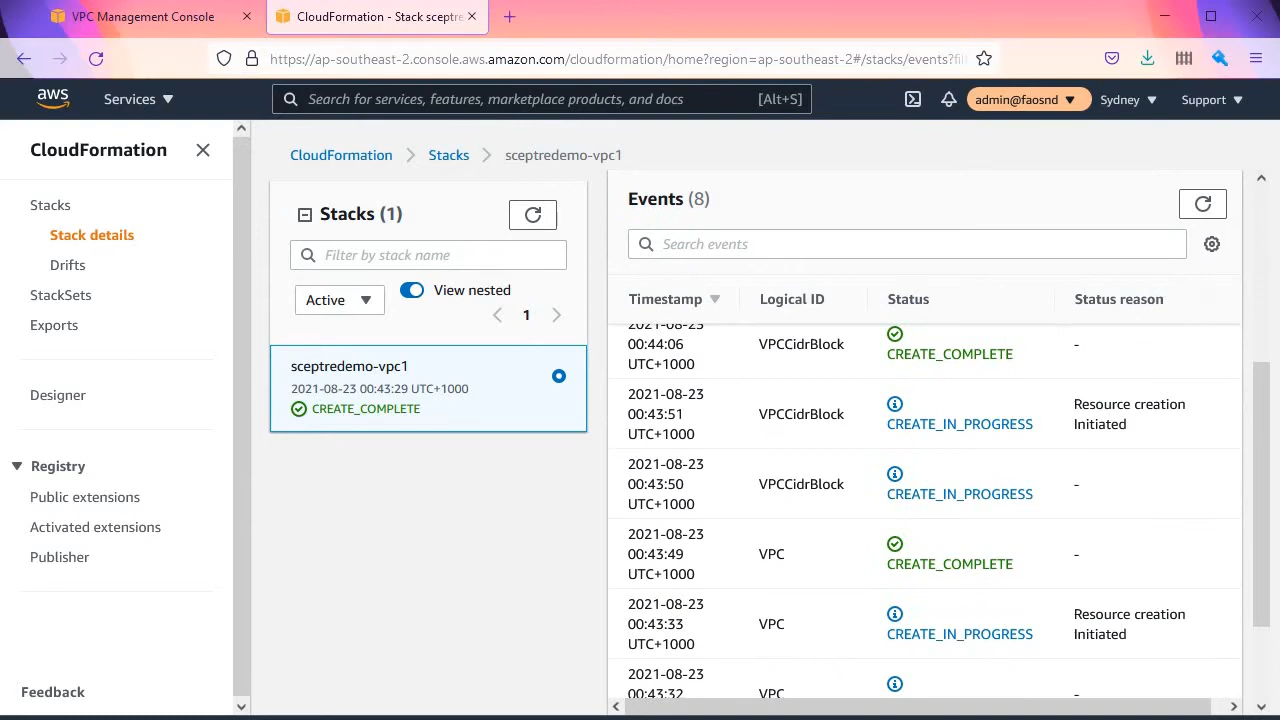 VPC Management Console
CloudFormation - Stack sceptre
https://ap-southeast-2.console.aws.amazon.com/cloudformation/home?region=ap-southeast-2#/stacks/events?fil
aws
Services
Search for services, features, marketplace products, and docs
[Alt+S]
admin@faosnd
Sydney
Support
CloudFormation
Stacks
Stack details
Drifts
StackSets
Exports
Designer
Registry
Public extensions
Activated extensions
Publisher
Feedback
CloudFormation
Stacks
sceptredemo-vpc1
Stacks (1)
Filter by stack name
Active
View nested
1
sceptredemo-vpc1
2021-08-23 00:43:29 UTC+1000
CREATE_COMPLETE
Events (8)
Search events
Timestamp
Logical ID
Status
Status reason
2021-08-23
00:44:06
UTC+1000
VPCCidrBlock
CREATE_COMPLETE
-
2021-08-23
00:43:51
UTC+1000
VPCCidrBlock
CREATE_IN_PROGRESS
Resource creation
Initiated
2021-08-23
00:43:50
UTC+1000
VPCCidrBlock
CREATE_IN_PROGRESS
-
2021-08-23
00:43:49
UTC+1000
VPC
CREATE_COMPLETE
-
2021-08-23
00:43:33
UTC+1000
VPC
CREATE_IN_PROGRESS
Resource creation
Initiated
2021-08-23
00:43:32
VPC
-